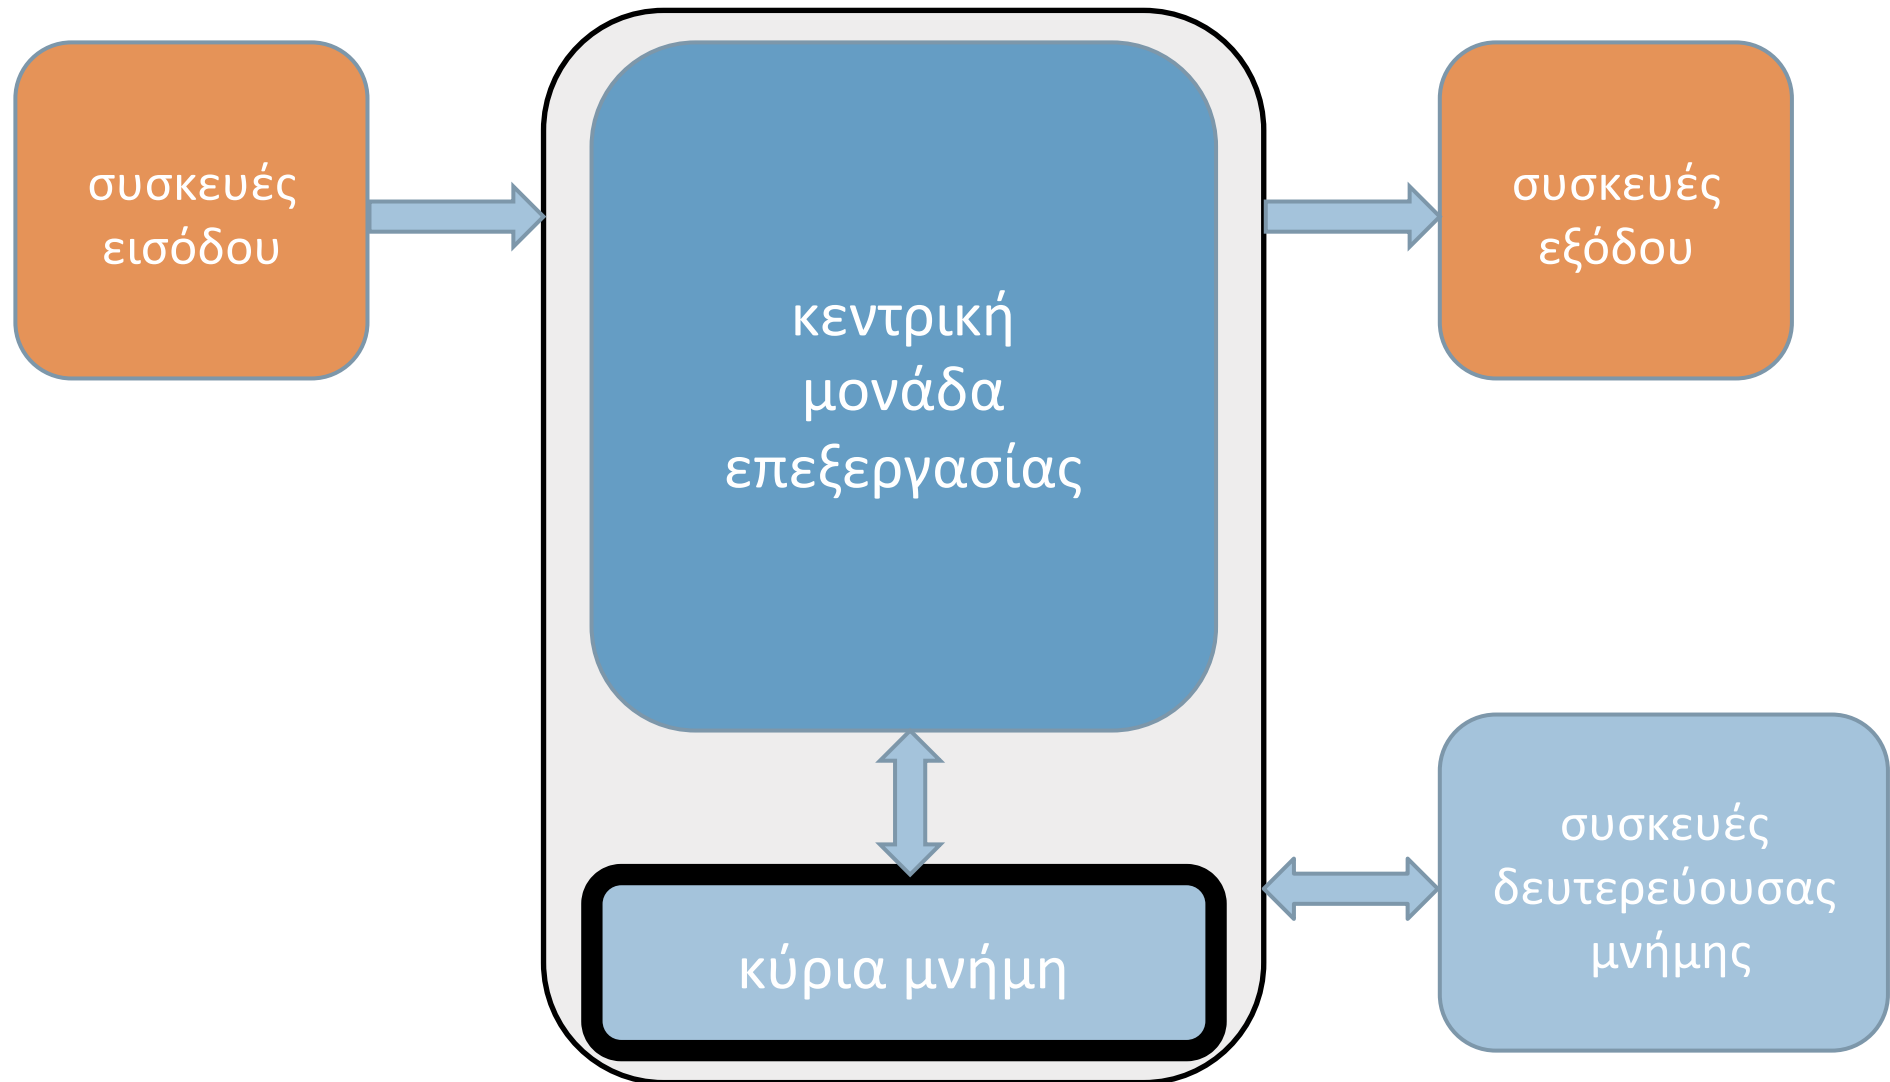 συσκευές
εισόδου
κεντρική
μονάδα
επεξεργασίας
συσκευές
εξόδου
κύρια μνήμη
συσκευές
δευτερεύουσας
μνήμης